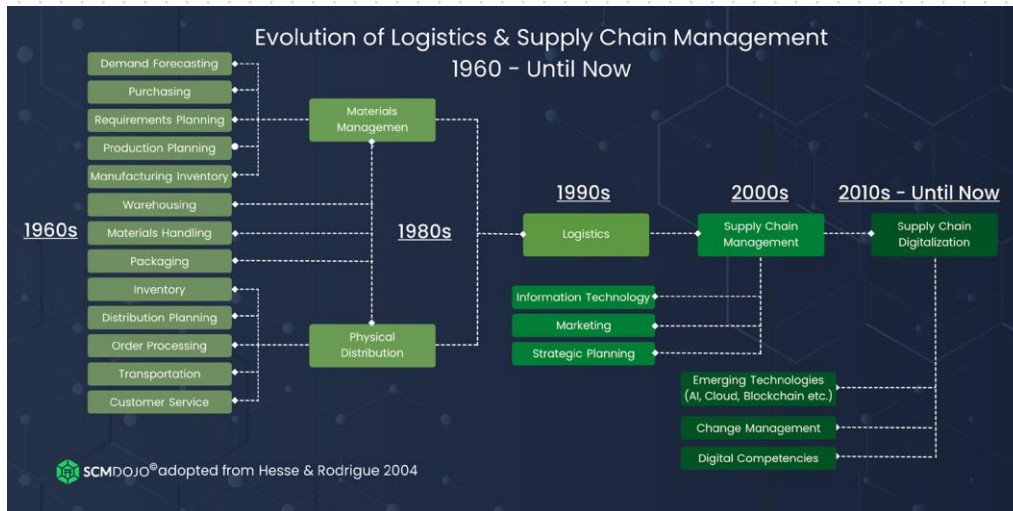 Evolution of Logistics & Supply Chain Management
1960 - Until Now
Demand Forecasting
Purchasing
Requirements Planning
Production Planning
Manufacturing Inventory
Warehousing
Materials Handling
Packaging
Inventory
Distribution Planning
Order Processing
Transportation
Customer Service
1960s
Materials
Managemen
Physical
Distribution
1980s
1990s
Logistics
2000s
Supply Chain
Management
2010s - Until Now
Supply Chain
Digitalization
Information Technology
Marketing
Strategic Planning
Emerging Technologies
(AI, Cloud, Blockchain etc.)
Change Management
Digital Competencies
SCMDOJO©adopted from Hesse & Rodrigue 2004